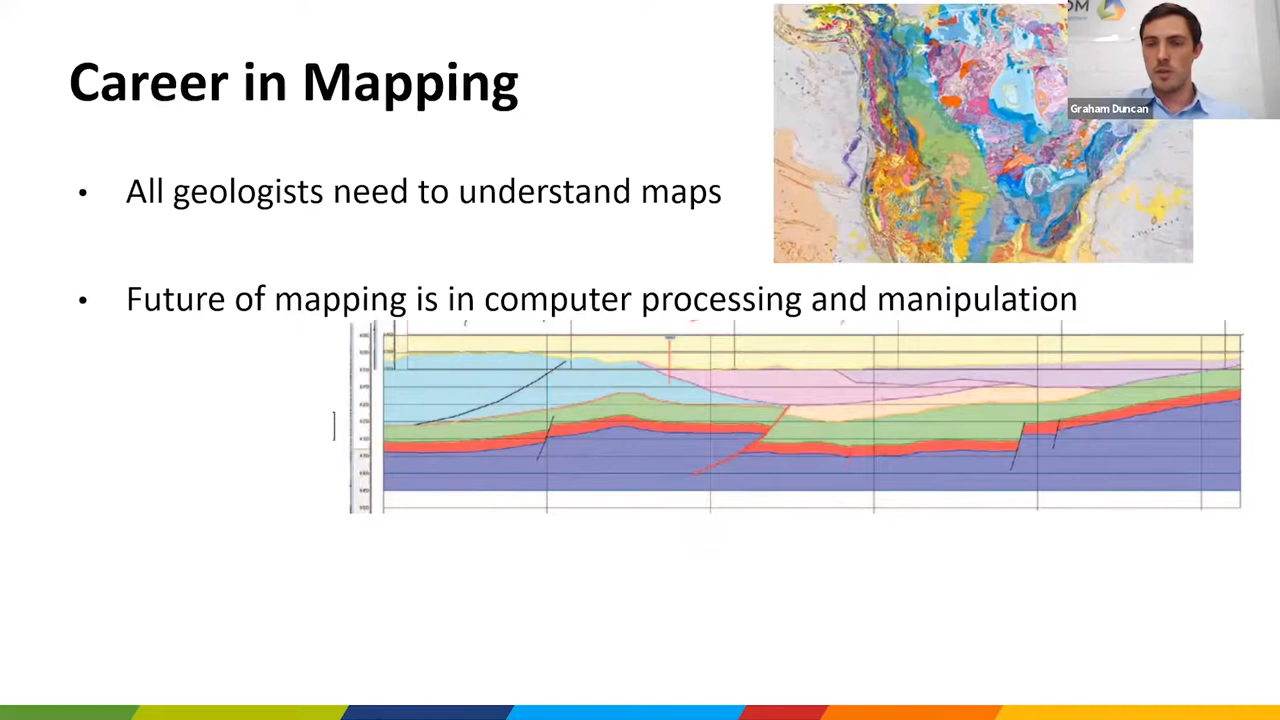 Career in Mapping
DM
Graham Duncan
• All geologists need to understand maps
• Future of mapping is in computer processing and manipulation